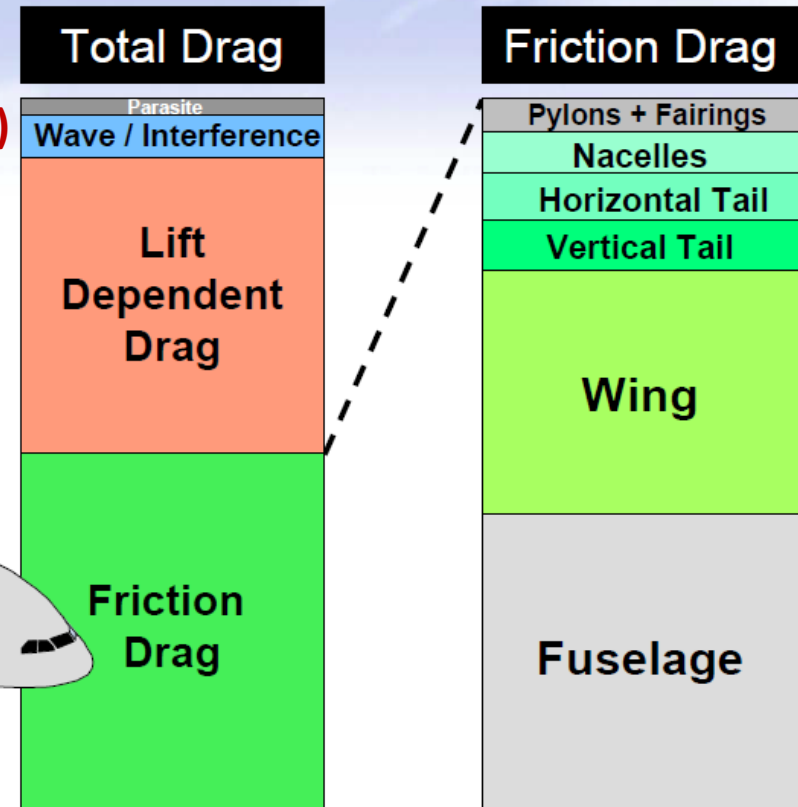 Total Drag
Parasite
)
Wave / Interference
Lift
Dependent
Drag
Friction
Drag
Friction Drag
Pylons + Fairings
Nacelles
Horizontal Tail
Vertical Tail
Wing
Fuselage